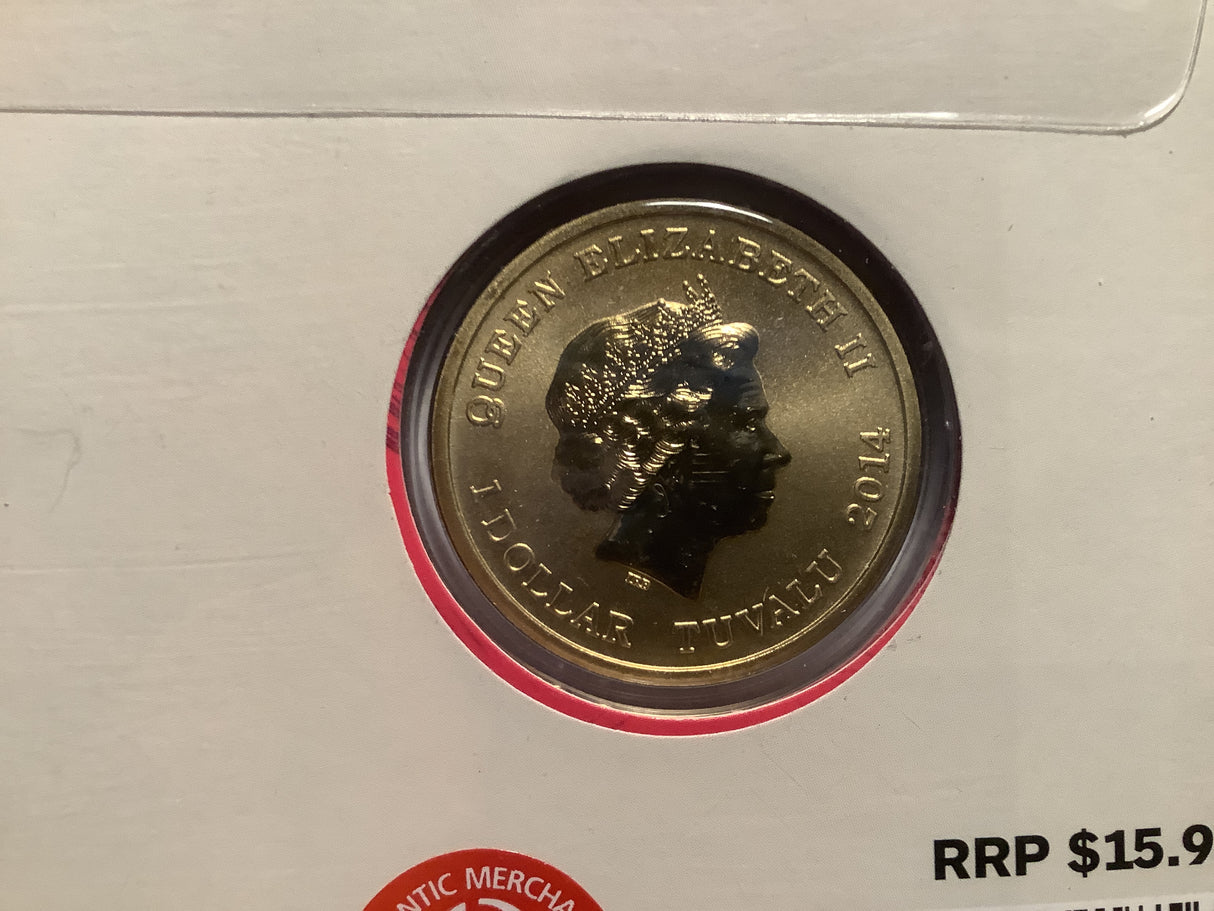 QUEEN ELIZABETH II
1 DOLLAR TUVALU 2014
IRB
RRP $15.9
NTIC MERCHA